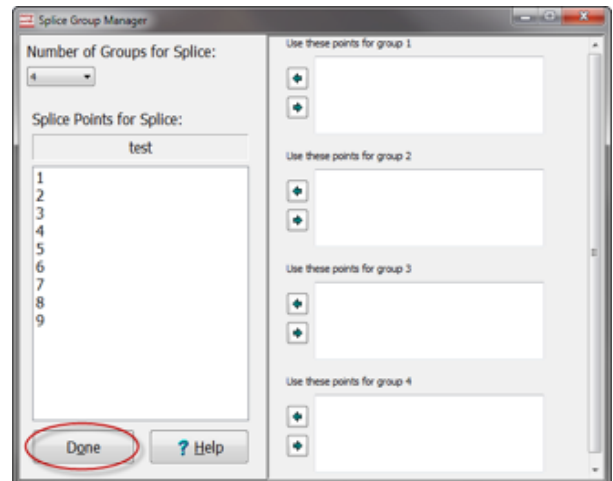 Splice Group Manager
Number of Groups for Splice:
4
Splice Points for Splice:
test
1
2
3
4
5
6
7
8
9
Done
? Help
Use these points for group 1
Use these points for group 2
Use these points for group 3
Use these points for group 4